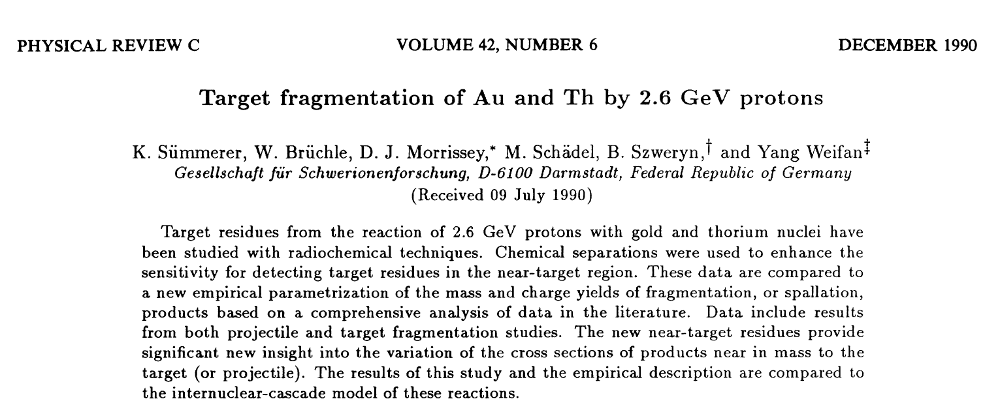 PHYSICAL REVIEW C VOLUME 42, NUMBER 6 DECEMBER 1990
Target fragmentation of Au and Th by 2.6 GeV protons
K. Sümmerer, W. Brüchle, D. J. Morrissey,* M. Schädel, B. Szweryn,† and Yang Weifan‡
Gesellschaft für Schwerionenforschung, D-6100 Darmstadt, Federal Republic of Germany
(Received 09 July 1990)
Target residues from the reaction of 2.6 GeV protons with gold and thorium nuclei have
been studied with radiochemical techniques. Chemical separations were used to enhance the
sensitivity for detecting target residues in the near-target region. These data are compared to
a new empirical parametrization of the mass and charge yields of fragmentation, or spallation,
products based on a comprehensive analysis of data in the literature. Data include results
from both projectile and target fragmentation studies. The new near-target residues provide
significant new insight into the variation of the cross sections of products near in mass to the
target (or projectile). The results of this study and the empirical description are compared to
the internuclear-cascade model of these reactions.